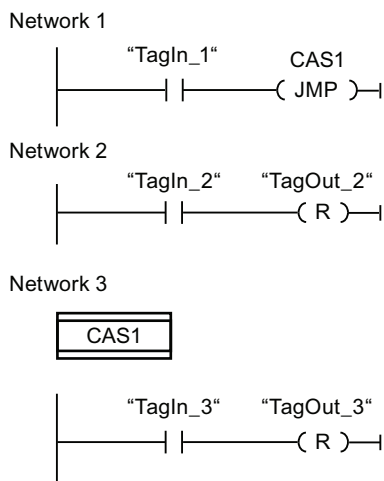 Network 1
“TagIn_1“ CAS1
JMP
Network 2
“TagIn_2“ “TagOut_2“
R
Network 3
CAS1
“TagIn_3“ “TagOut_3“
R